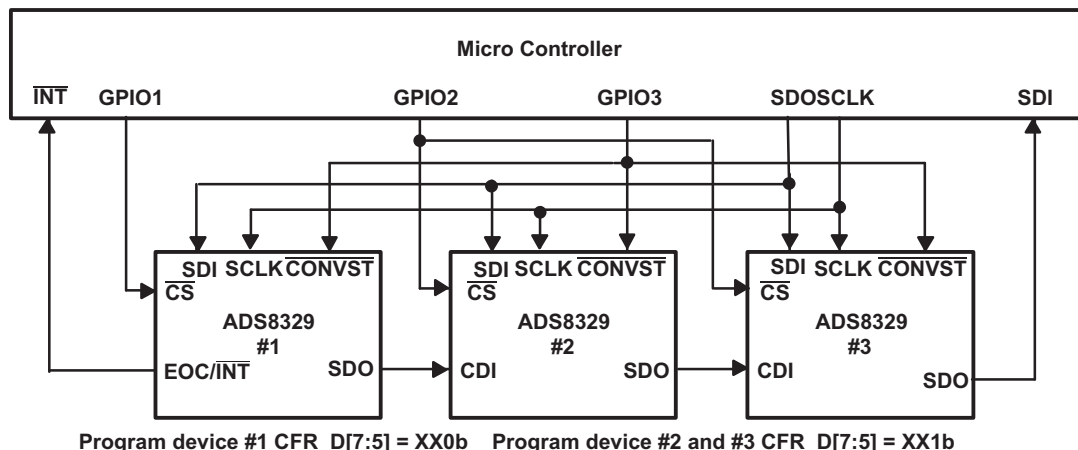 Micro Controller
INT GPIO1 GPIO2 GPIO3 SDOSCLK SDI
SDI SCLK CONVST
CS
ADS8329
#1
EOC/INT SDO
SDI SCLK CONVST
CS
ADS8329
#2
CDI SDO
SDI SCLK CONVST
CS
ADS8329
#3
CDI
SDO
Program device #1 CFR_D[7:5] = XX0b Program device #2 and #3 CFR_D[7:5] = XX1b